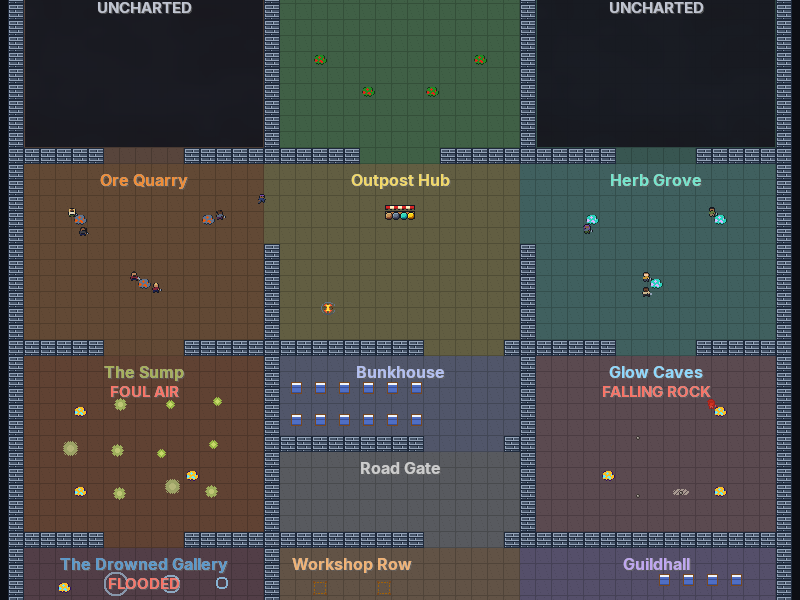 UNCHARTED
UNCHARTED
Ore Quarry
Outpost Hub
Herb Grove
The Sump
FOUL AIR
Bunkhouse
Glow Caves
FALLING ROCK
Road Gate
The Drowned Gallery
FLOODED
Workshop Row
Guildhall